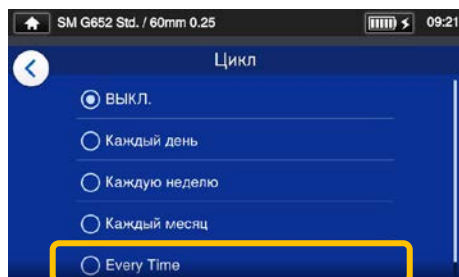 SM G652 Std. / 60mm 0.25 09:21
Цикл
ВЫКЛ.
Каждый день
Каждую неделю
Каждый месяц
Every Time